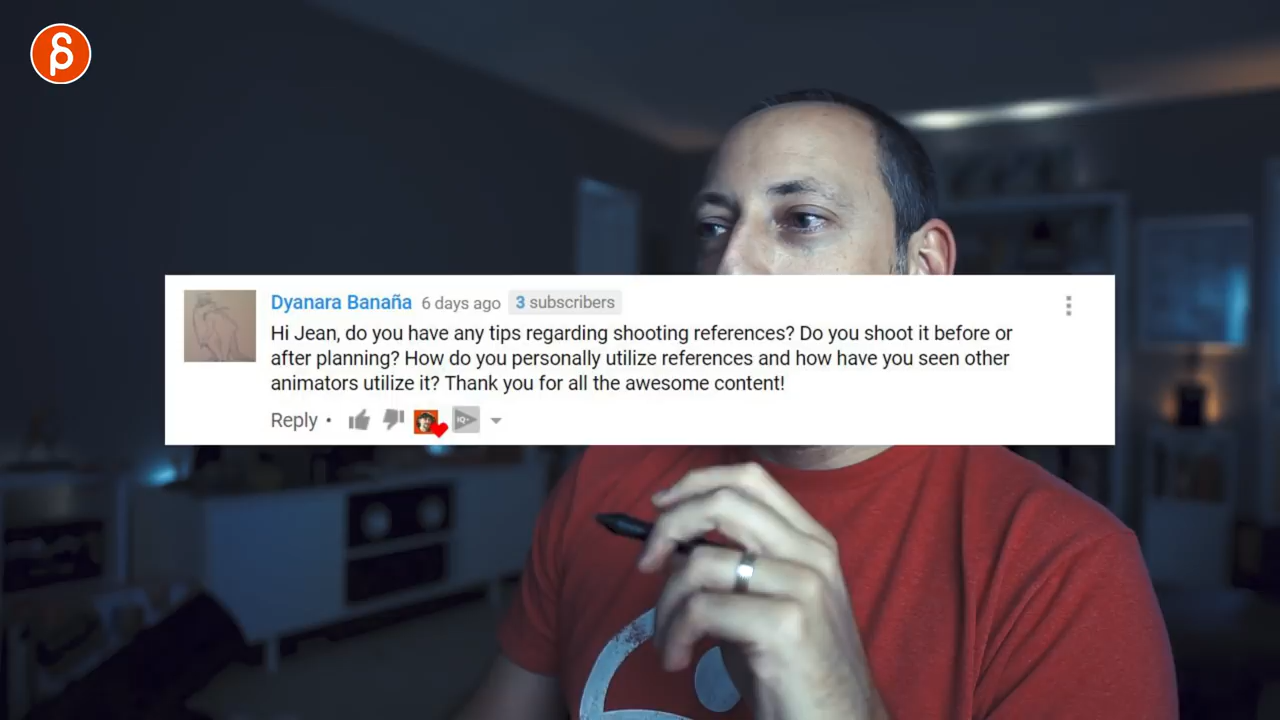 Dyanara Banaña 6 days ago 3 subscribers
Hi Jean, do you have any tips regarding shooting references? Do you shoot it before or
after planning? How do you personally utilize references and how have you seen other
animators utilize it? Thank you for all the awesome content!
Reply •
IQ+